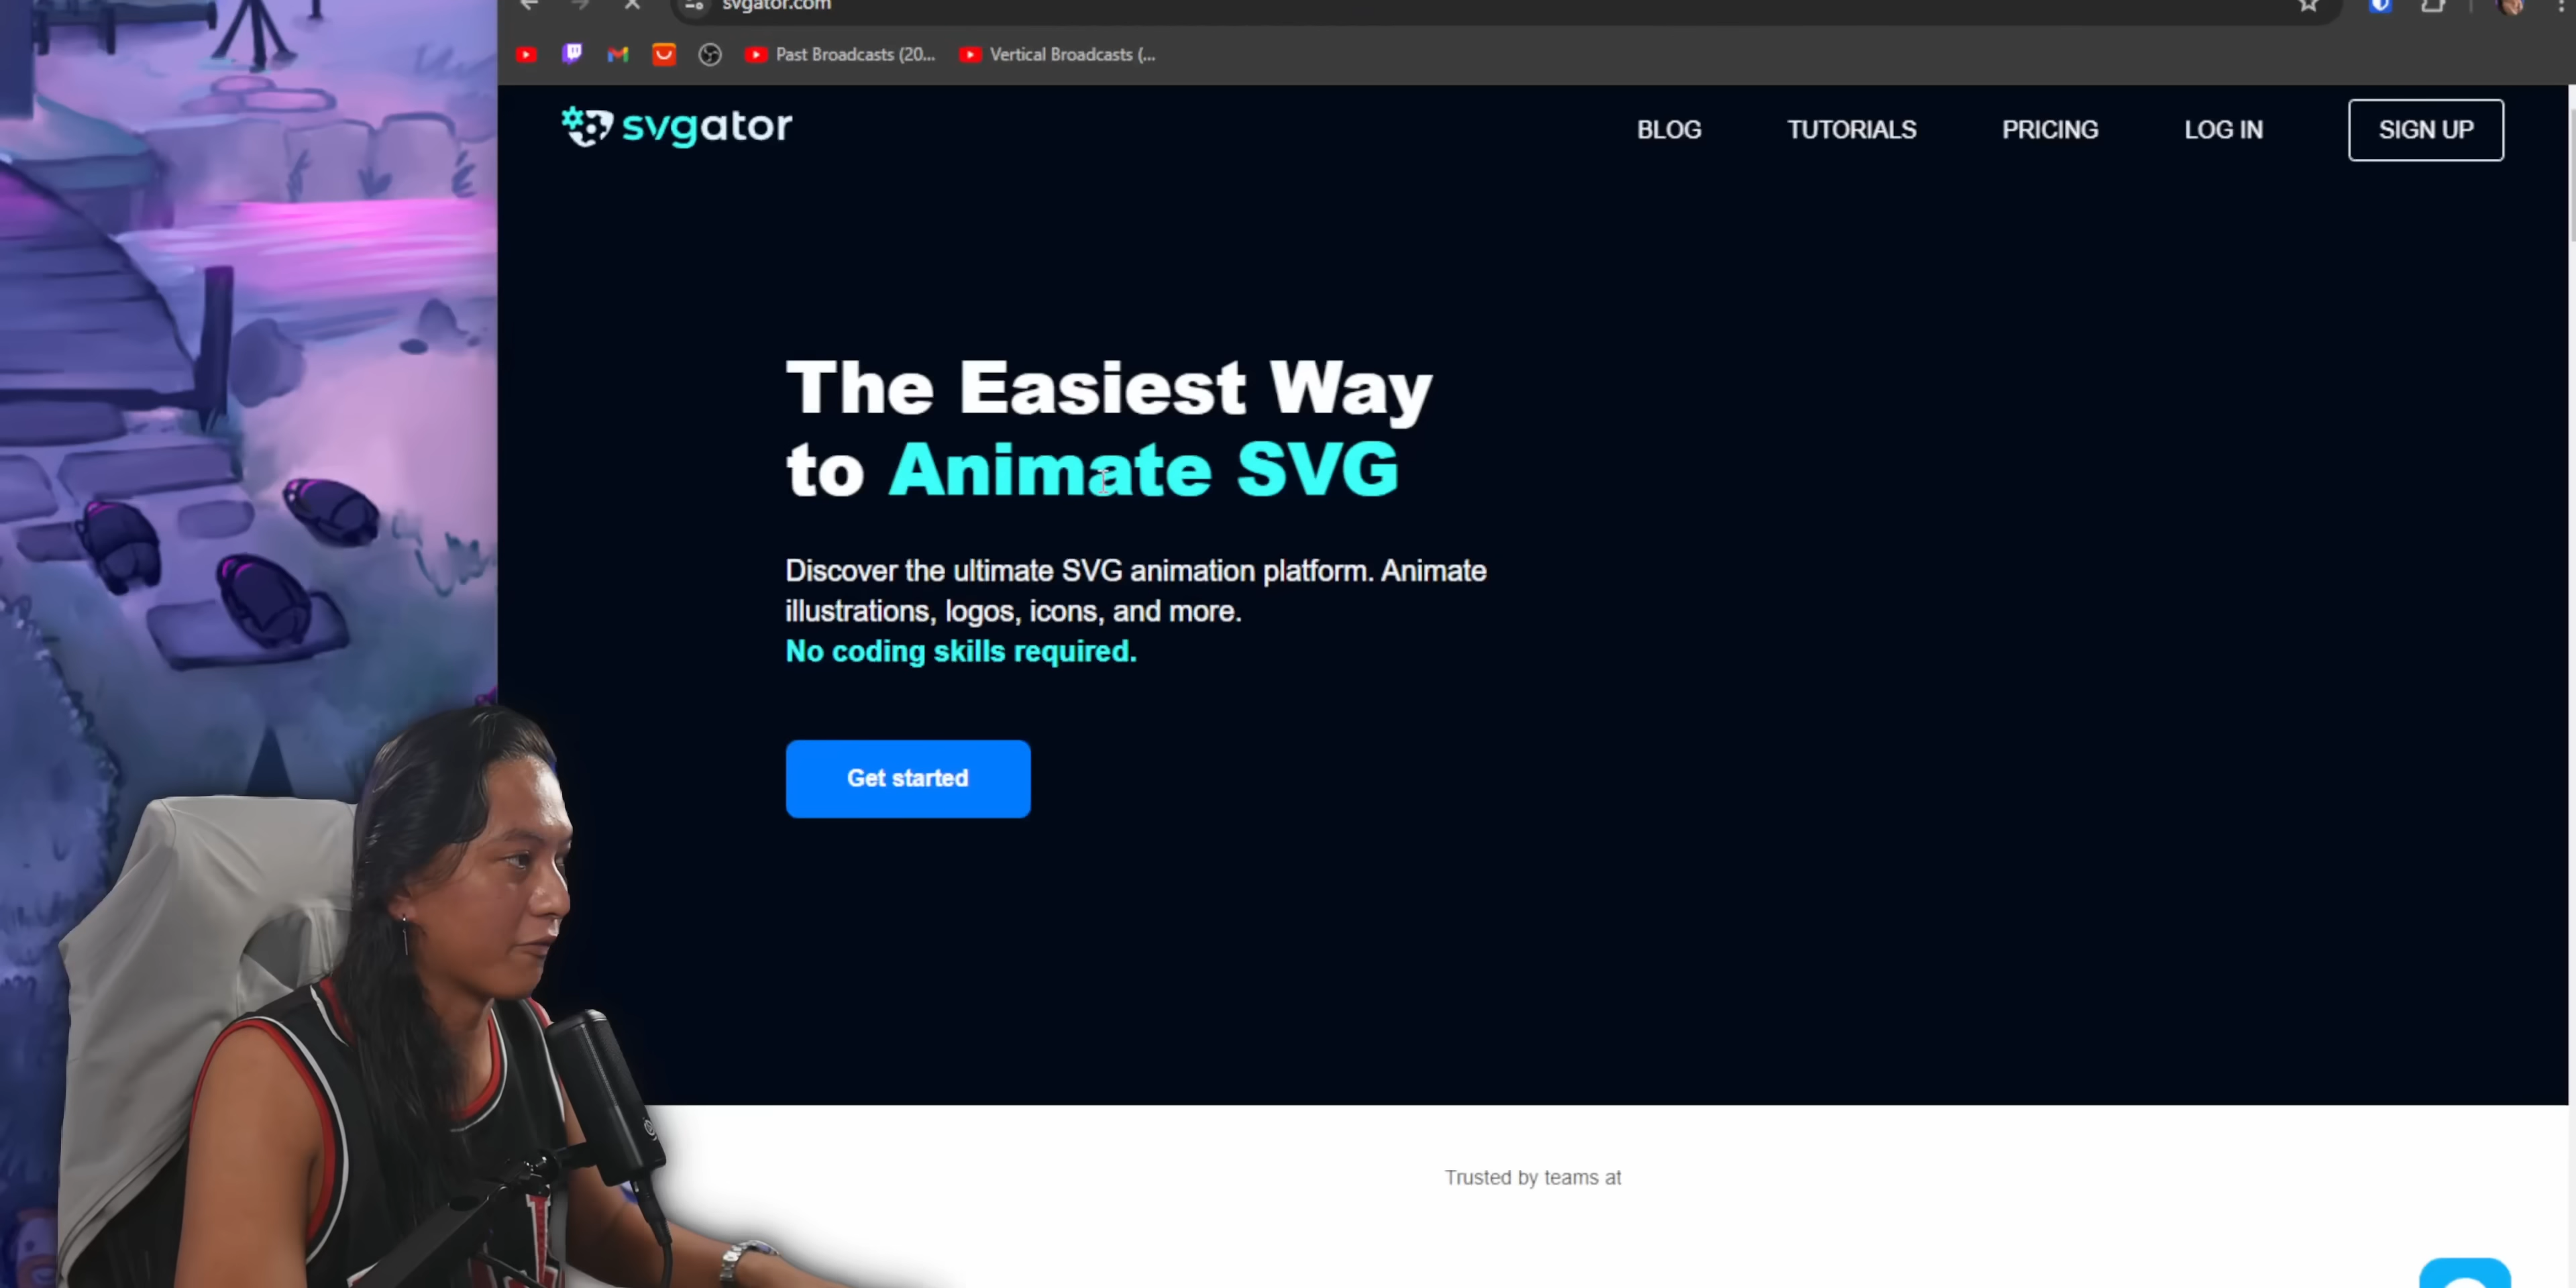 svgator.com
Past Broadcasts (20...
Vertical Broadcasts (...
svgator
BLOG
TUTORIALS
PRICING
LOG IN
SIGN UP
The Easiest Way
to Animate SVG
Discover the ultimate SVG animation platform. Animate
illustrations, logos, icons, and more.
No coding skills required.
Get started
Trusted by teams at